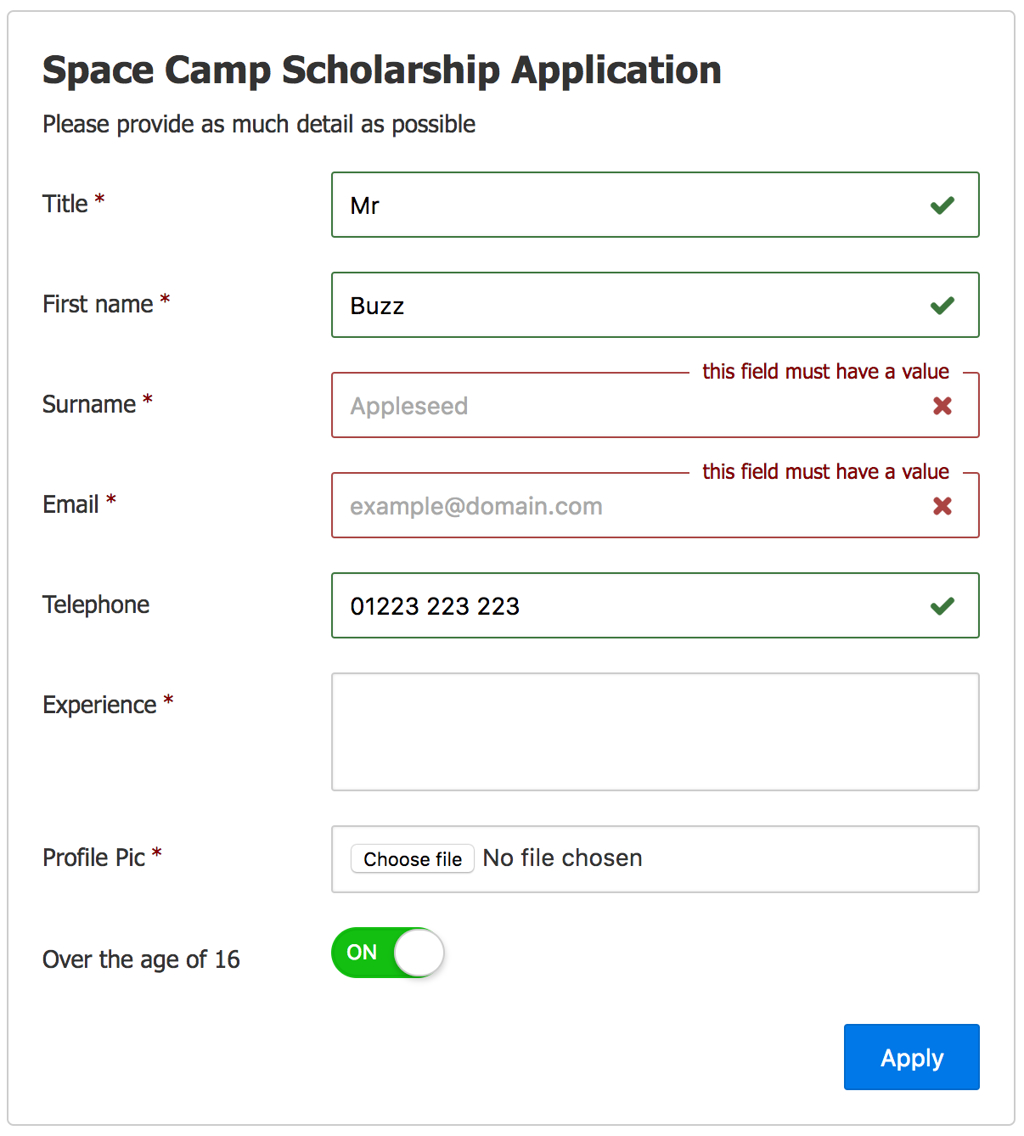 Space Camp Scholarship Application
Please provide as much detail as possible
Title *
Mr
First name *
Buzz
this field must have a value
Surname *
Appleseed
this field must have a value
Email *
example@domain.com
Telephone
01223 223 223
Experience *
Profile Pic *
Choose file No file chosen
Over the age of 16
ON
Apply